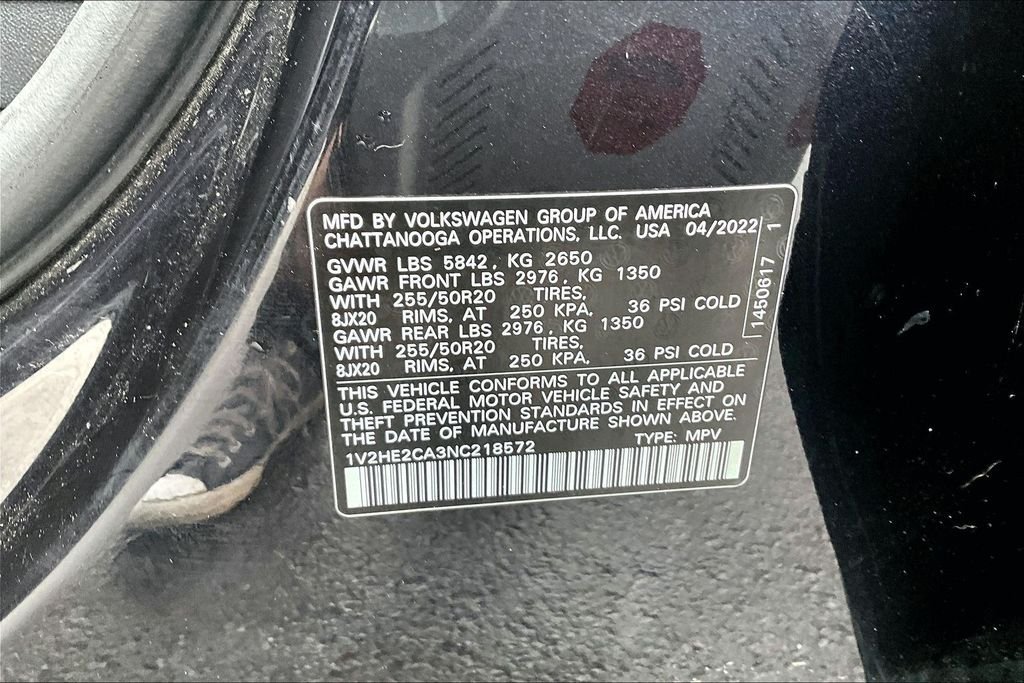 MFD BY VOLKSWAGEN GROUP OF AMERICA
CHATTANOOGA OPERATIONS, LLC. USA 04/2022
GVWR LBS 5842, KG 2650
GAWR FRONT LBS 2976, KG 1350
WITH 255/50R20 TIRES,
8JX20 RIMS, AT 250 KPA, 36 PSI COLD
GAWR REAR LBS 2976, KG 1350
WITH 255/50R20 TIRES,
8JX20 RIMS, AT 250 KPA, 36 PSI COLD
THIS VEHICLE CONFORMS TO ALL APPLICABLE
U.S. FEDERAL MOTOR VEHICLE SAFETY AND
THEFT PREVENTION STANDARDS IN EFFECT ON
THE DATE OF MANUFACTURE SHOWN ABOVE.
1V2HE2CA3NC218572 TYPE: MPV
1450617 1